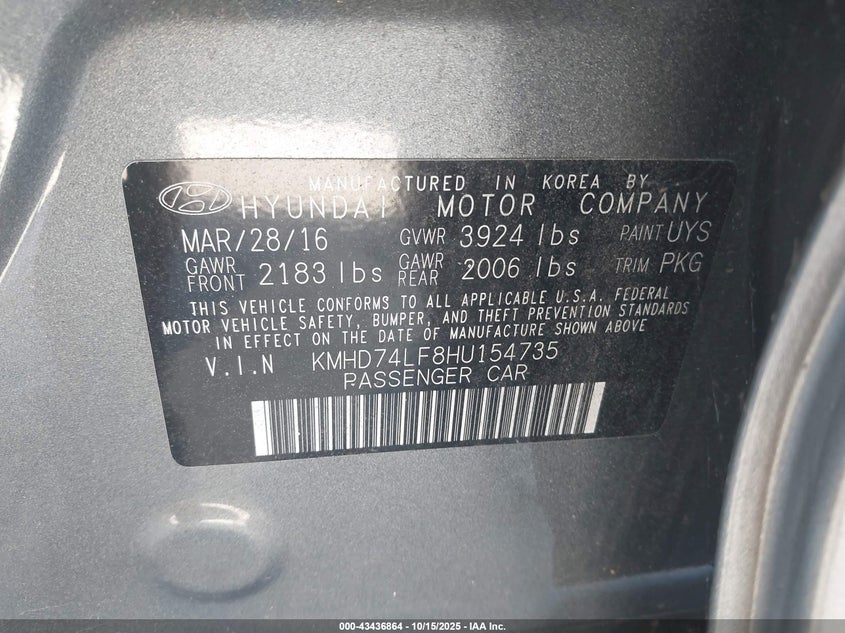 MANUFACTURED IN KOREA BY
HYUNDAI MOTOR COMPANY
MAR/28/16 GVWR 3924 lbs PAINT UYS
GAWR FRONT 2183 lbs GAWR REAR 2006 lbs TRIM PKG
THIS VEHICLE CONFORMS TO ALL APPLICABLE U.S.A. FEDERAL
MOTOR VEHICLE SAFETY, BUMPER, AND THEFT PREVENTION STANDARDS
IN EFFECT ON THE DATE OF MANUFACTURE SHOWN ABOVE
V.I.N KMHD74LF8HU154735
PASSENGER CAR
000-43436864 | 10/15/2025 - IAA Inc.